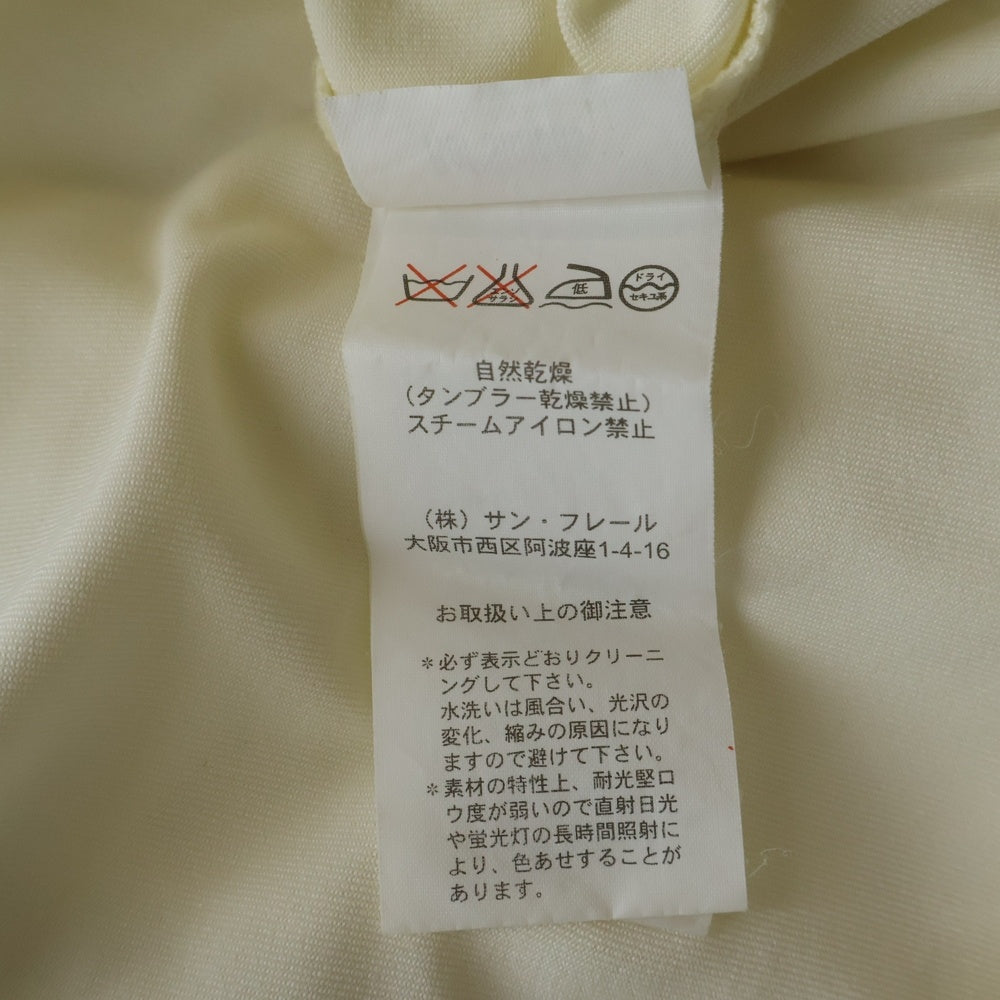 エンソ
サラシ
低
ドライ
セキユ系
自然乾燥
(タンブラー乾燥禁止)
スチームアイロン禁止
(株)サン・フレール
大阪市西区阿波座1-4-16
お取扱い上の御注意
*必ず表示どおりクリーニ
ングして下さい。
水洗いは風合い、光沢の
変化、縮みの原因になり
ますので避けて下さい。
*素材の特性上、耐光堅ロ
ウ度が弱いので直射日光
や蛍光灯の長時間照射に
より、色あせすることが
あります。